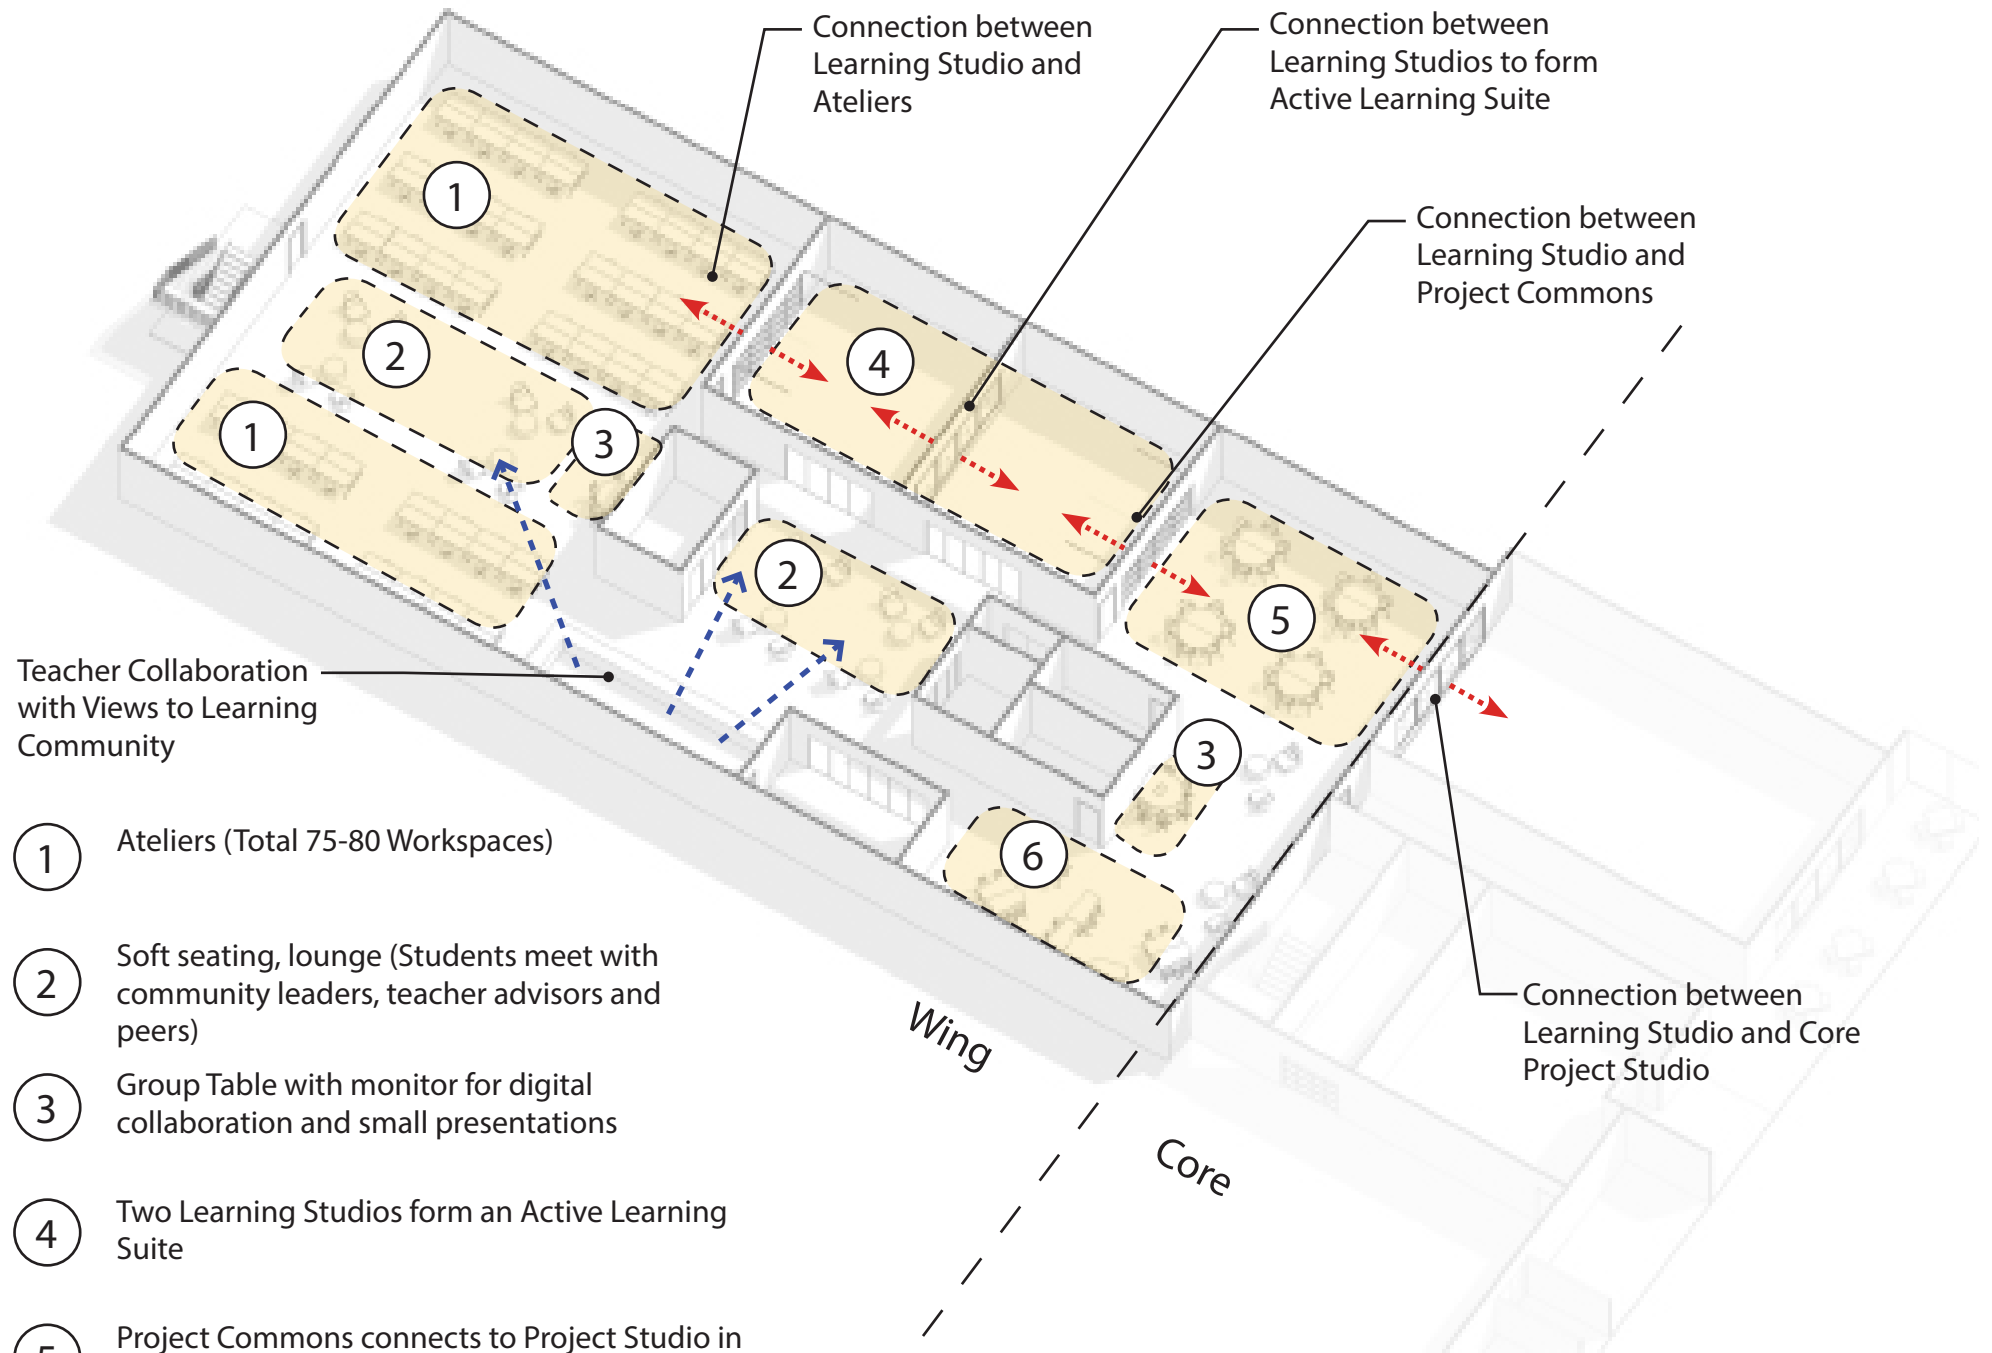 Connection between
Learning Studio and
Ateliers
Connection between
Learning Studios to form
Active Learning Suite
Connection between
Learning Studio and
Project Commons
1
2
1
3
4
2
5
3
6
Teacher Collaboration
with Views to Learning
Community
Connection between
Learning Studio and Core
Project Studio
Wing
Core
1 Ateliers (Total 75-80 Workspaces)
2 Soft seating, lounge (Students meet with
community leaders, teacher advisors and
peers)
3 Group Table with monitor for digital
collaboration and small presentations
4 Two Learning Studios form an Active Learning
Suite
5 Project Commons connects to Project Studio in